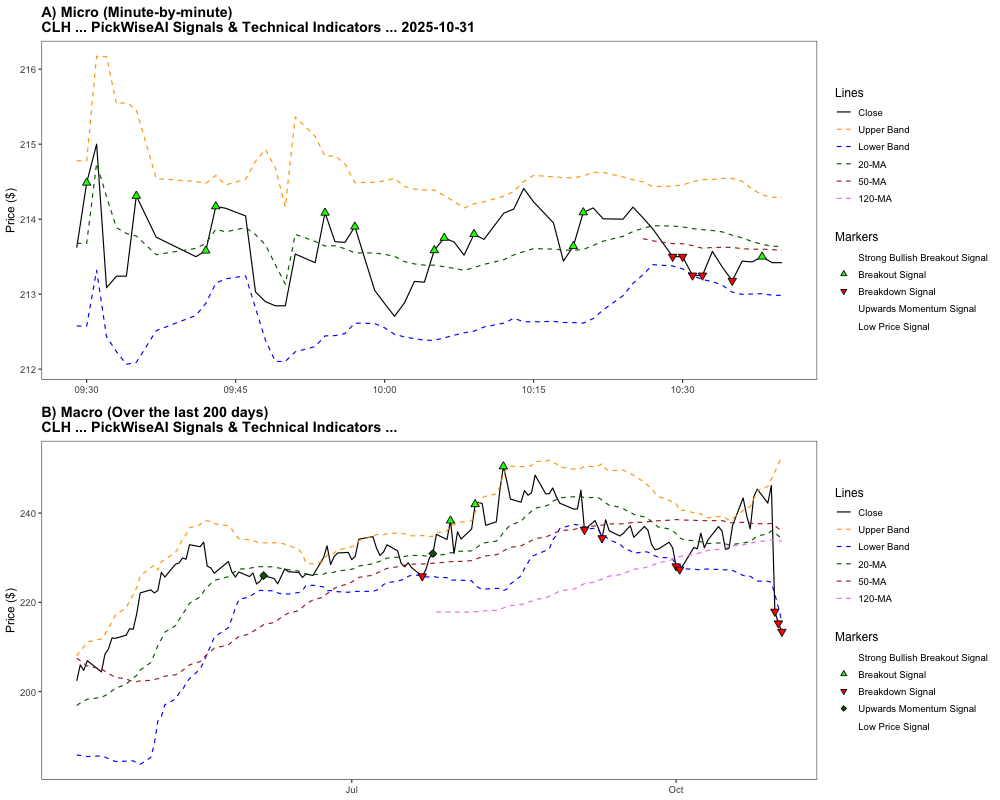 A) Micro (Minute-by-minute)
CLH ... PickWiseAI Signals & Technical Indicators ... 2025-10-31
Price ($)
216
215
214
213
212
09:30
09:45
10:00
10:15
10:30
Lines
Close
Upper Band
Lower Band
20-MA
50-MA
120-MA
Markers
Strong Bullish Breakout Signal
Breakout Signal
Breakdown Signal
Upwards Momentum Signal
Low Price Signal
B) Macro (Over the last 200 days)
CLH ... PickWiseAI Signals & Technical Indicators ...
Price ($)
240
220
200
Jul
Oct
Lines
Close
Upper Band
Lower Band
20-MA
50-MA
120-MA
Markers
Strong Bullish Breakout Signal
Breakout Signal
Breakdown Signal
Upwards Momentum Signal
Low Price Signal